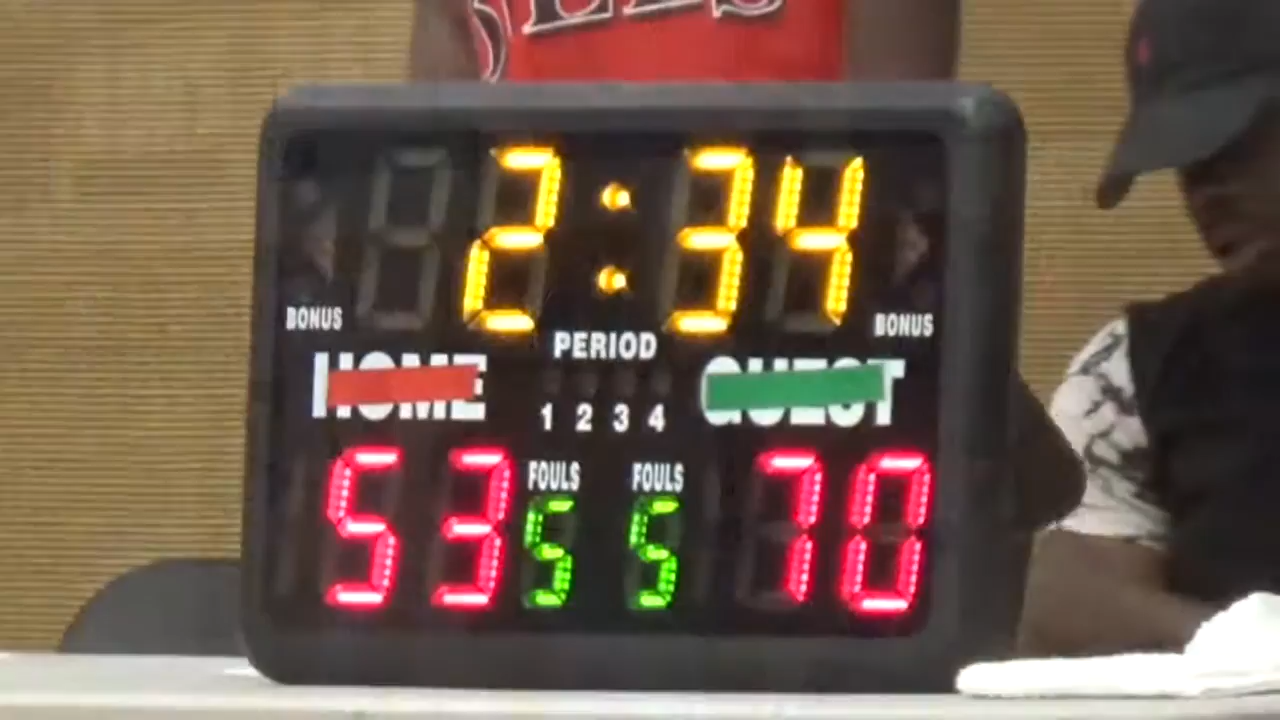 2:34
BONUS BONUS
PERIOD
HOME GUEST
1 2 3 4
FOULS FOULS
53 5 5 70